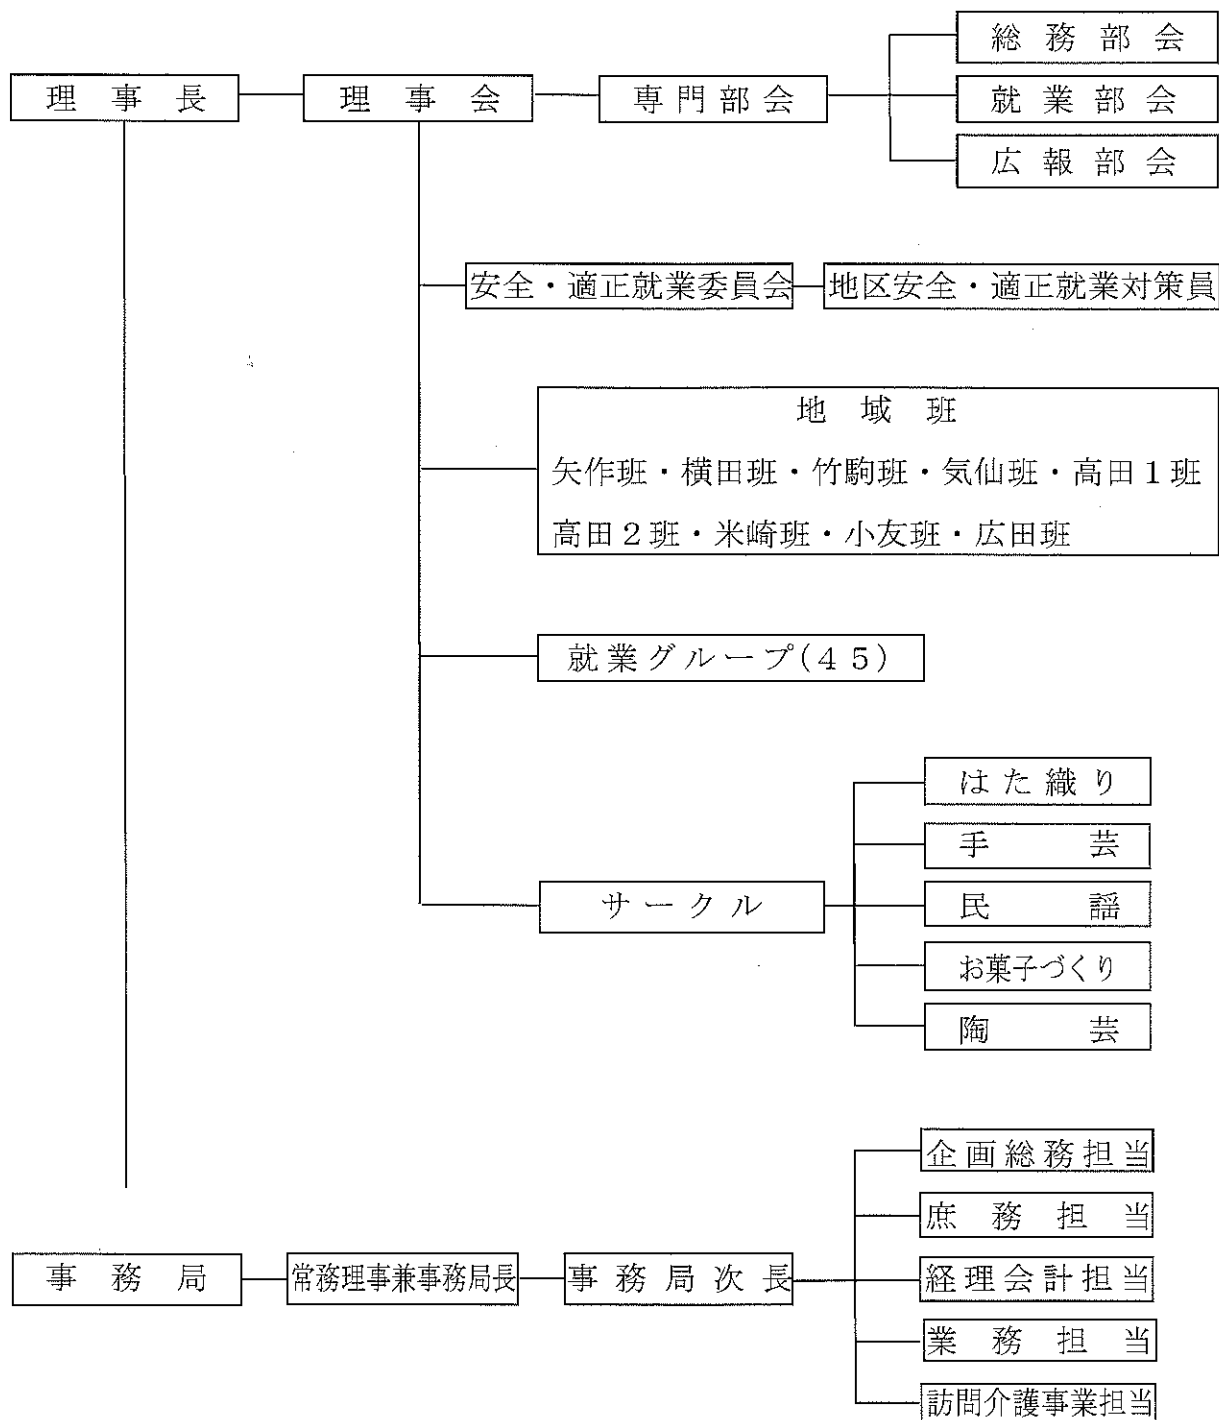 総務部会
理事長
理事会
専門部会
就業部会
広報部会
安全・適正就業委員会
地区安全・適正就業対策員
地域班
矢作班・横田班・竹駒班・気仙班・高田1班
高田2班・米崎班・小友班・広田班
就業グループ(45)
はた織り
手芸
サークル
民謡
お菓子づくり
陶芸
企画総務担当
庶務担当
事務局
常務理事兼事務局長
事務局次長
経理会計担当
業務担当
訪問介護事業担当